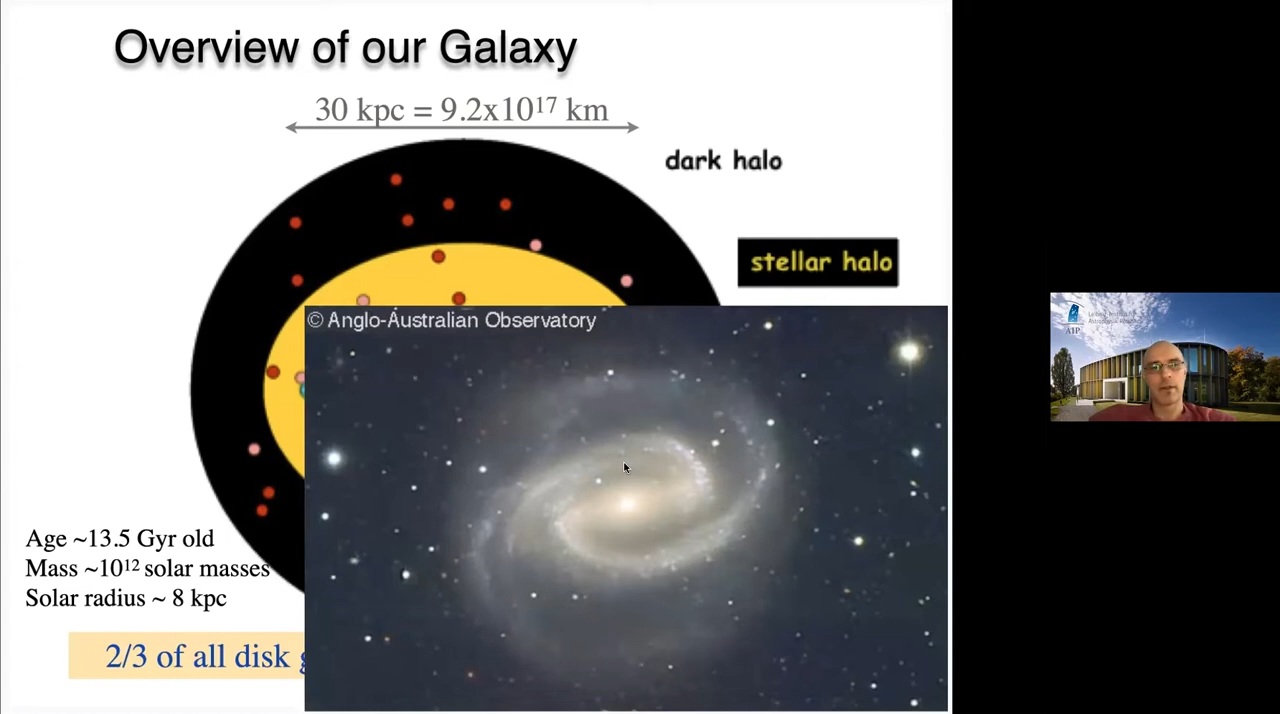 Overview of our Galaxy
30 kpc = 9.2x10¹⁷ km
dark halo
stellar halo
© Anglo-Australian Observatory
Age ~13.5 Gyr old
Mass ~10¹² solar masses
Solar radius ~ 8 kpc
2/3 of all disk
AIP